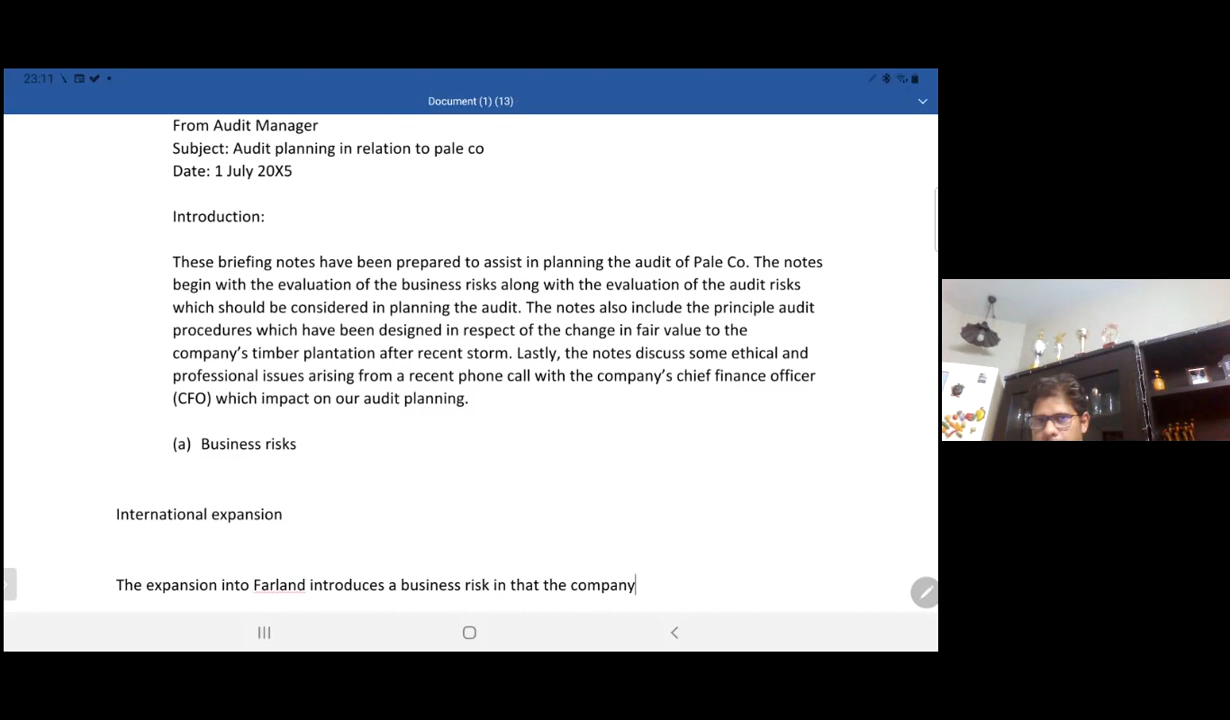 23:11
Document (1) (13)
From Audit Manager
Subject: Audit planning in relation to pale co
Date: 1 July 20X5
Introduction:
These briefing notes have been prepared to assist in planning the audit of Pale Co. The notes
begin with the evaluation of the business risks along with the evaluation of the audit risks
which should be considered in planning the audit. The notes also include the principle audit
procedures which have been designed in respect of the change in fair value to the
company's timber plantation after recent storm. Lastly, the notes discuss some ethical and
professional issues arising from a recent phone call with the company's chief finance officer
(CFO) which impact on our audit planning.
(a) Business risks
International expansion
The expansion into Farland introduces a business risk in that the company